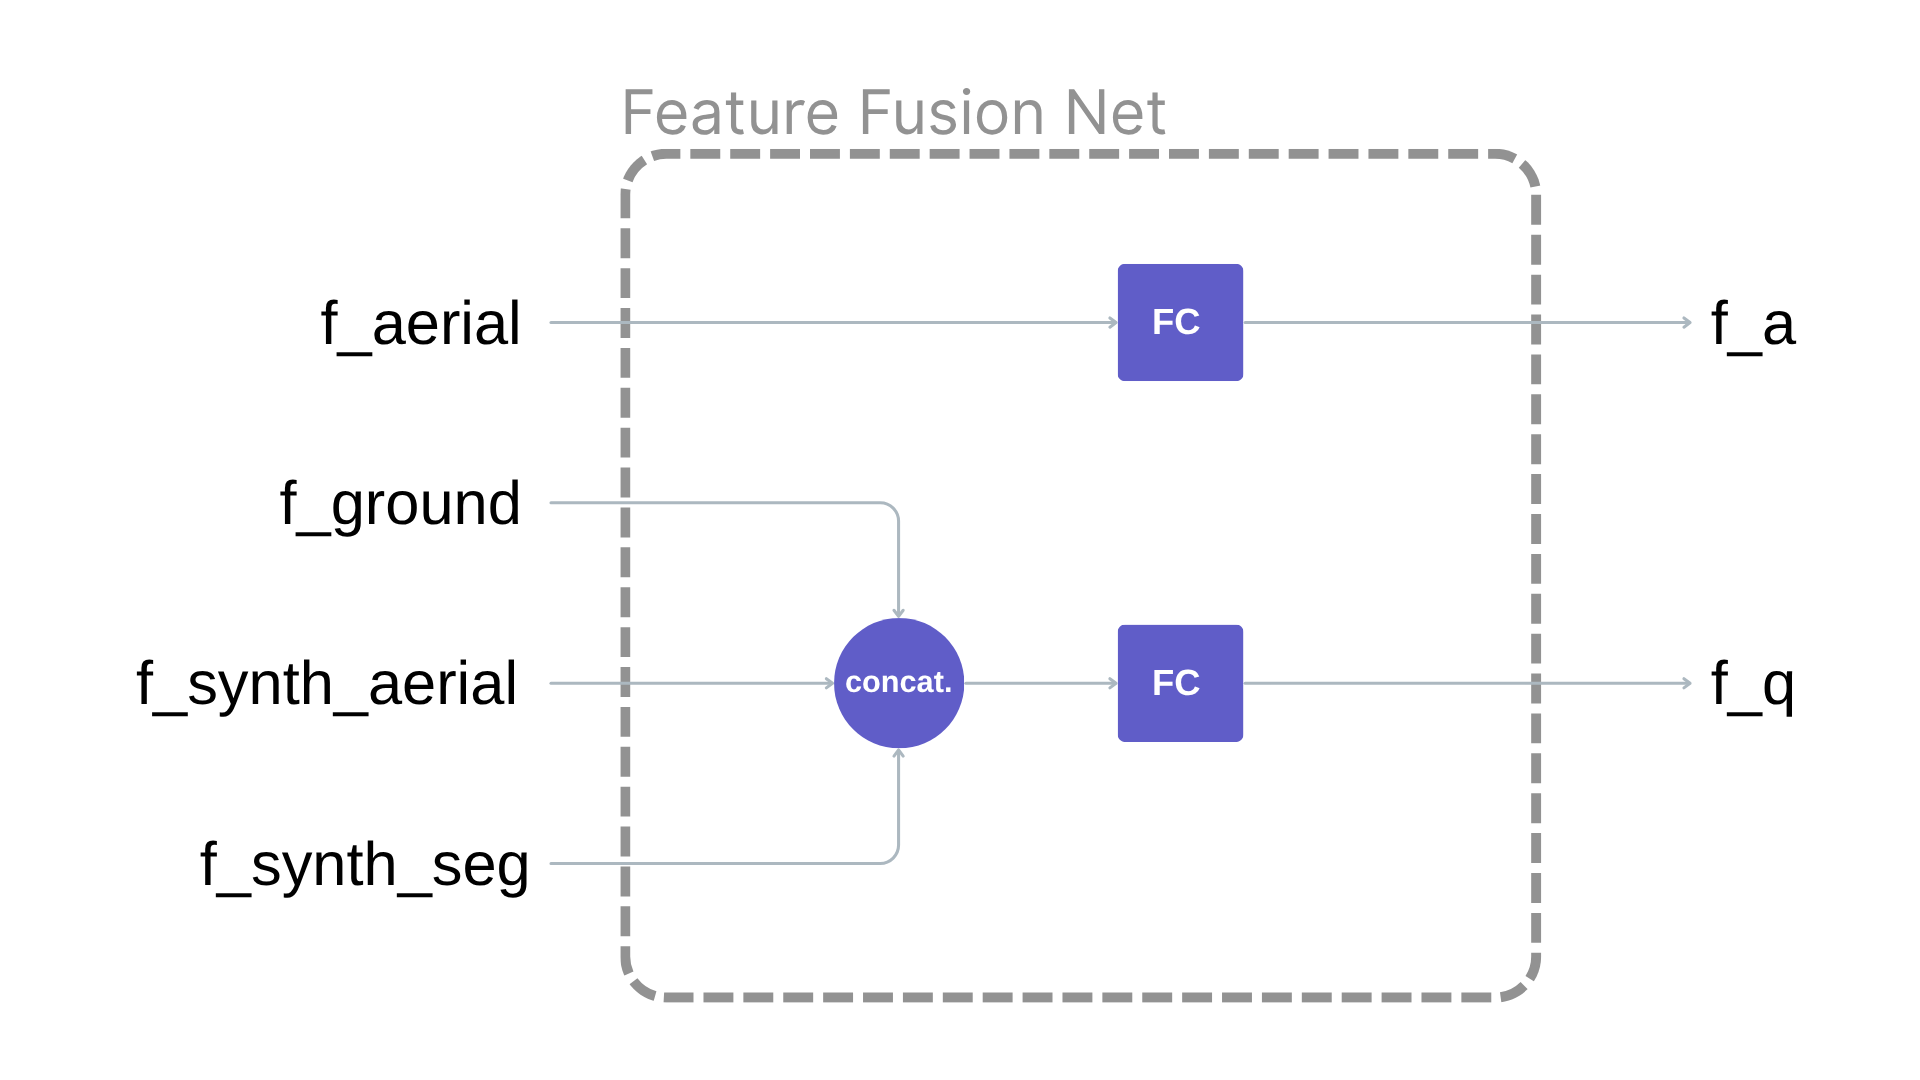 Feature Fusion Net
f_aerial
FC
f_a
f_ground
f_synth_aerial
concat.
FC
f_q
f_synth_seg